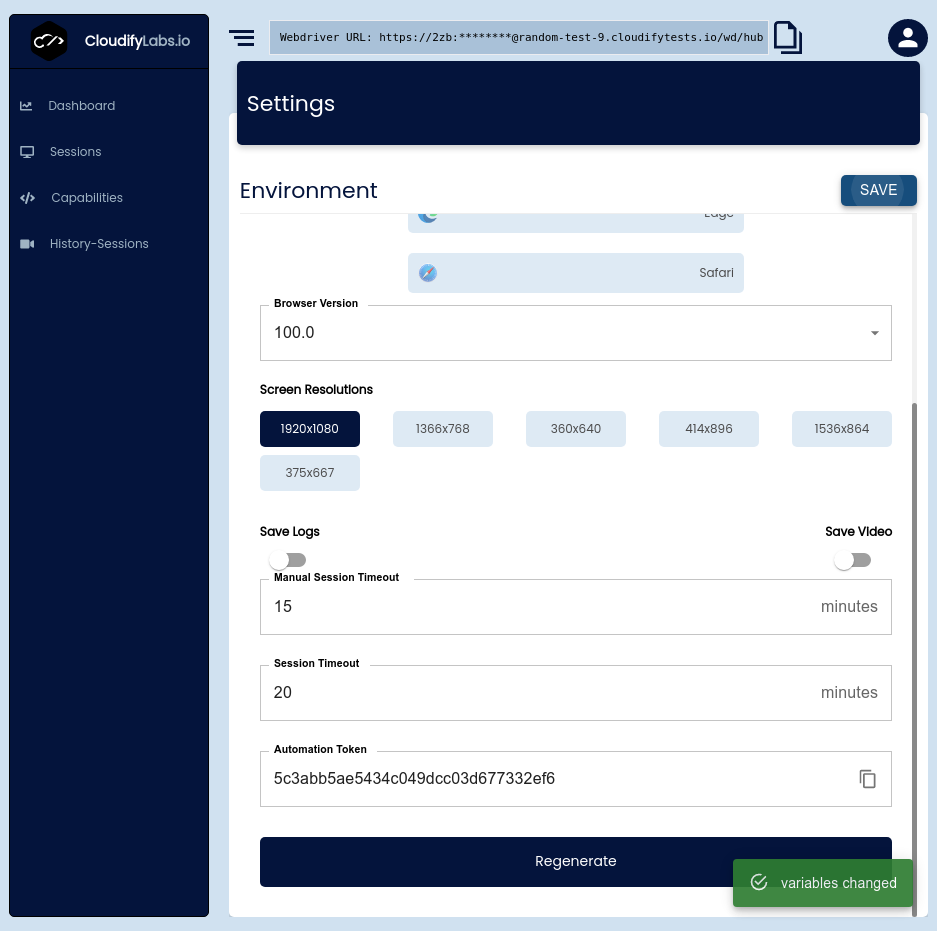 CloudifyLabs.io
Webdriver URL: https://2zb:********@random-test-9.cloudifytests.io/wd/hub
Settings
Dashboard
Sessions
Capabilities
History-Sessions
Environment
SAVE
Edge
Safari
Browser Version
100.0
Screen Resolutions
1920x1080
1366x768
360x640
414x896
1536x864
375x667
Save Logs
Save Video
Manual Session Timeout
15 minutes
Session Timeout
20 minutes
Automation Token
5c3abb5ae5434c049dcc03d677332ef6
Regenerate
variables changed